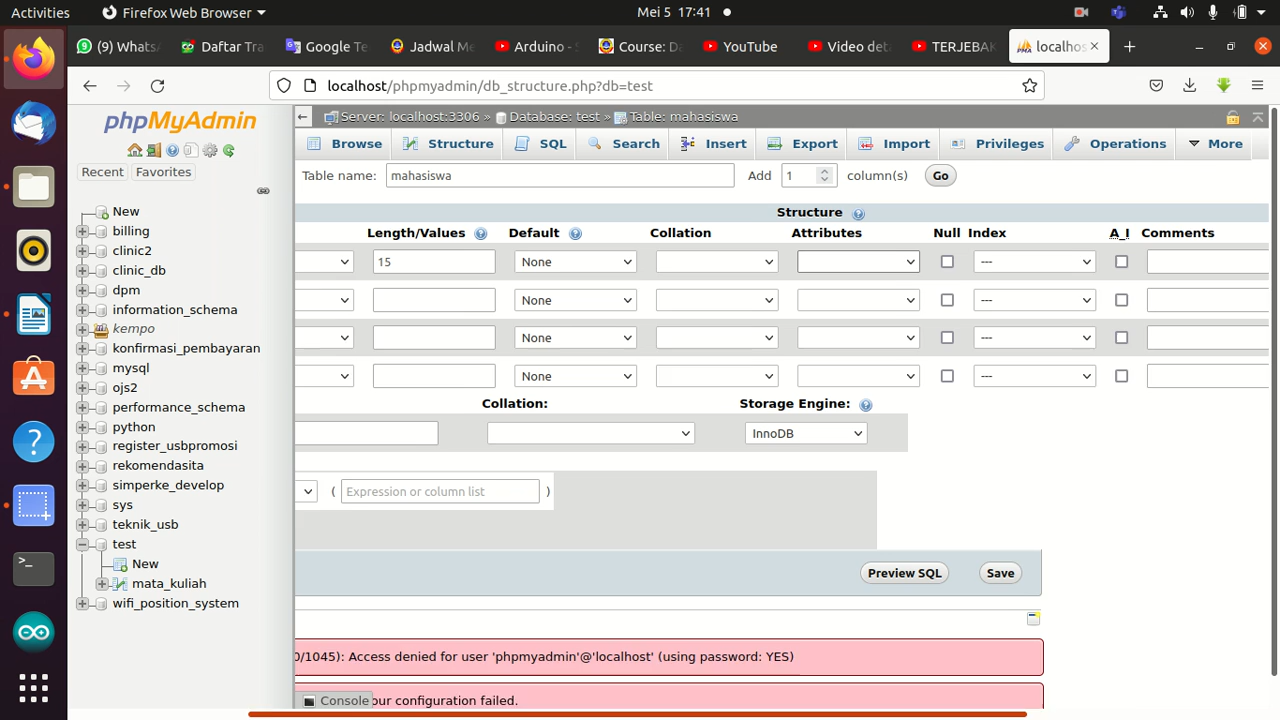 Activities
Firefox Web Browser
Mei 5 17:41
(9) Whats
Daftar Tra
Google Te
Jadwal Me
Arduino - S
Course: Da
YouTube
Video det
TERJEBAK
localhos
localhost/phpmyadmin/db_structure.php?db=test
phpMyAdmin
Recent
Favorites
New
billing
clinic2
clinic_db
dpm
information_schema
kempo
konfirmasi_pembayaran
mysql
ojs2
performance_schema
python
register_usbpromosi
rekomendasita
simperke_develop
sys
teknik_usb
test
New
mata_kuliah
wifi_position_system
Server: localhost:3306 » Database: test » Table: mahasiswa
Browse
Structure
SQL
Search
Insert
Export
Import
Privileges
Operations
More
Table name: mahasiswa Add 1 column(s) Go
Structure
Length/Values Default Collation Attributes Null Index A_I Comments
15 None ---
None ---
None ---
None ---
Collation: Storage Engine:
InnoDB
( Expression or column list )
Preview SQL Save
0/1045): Access denied for user 'phpmyadmin'@'localhost' (using password: YES)
Console
our configuration failed.